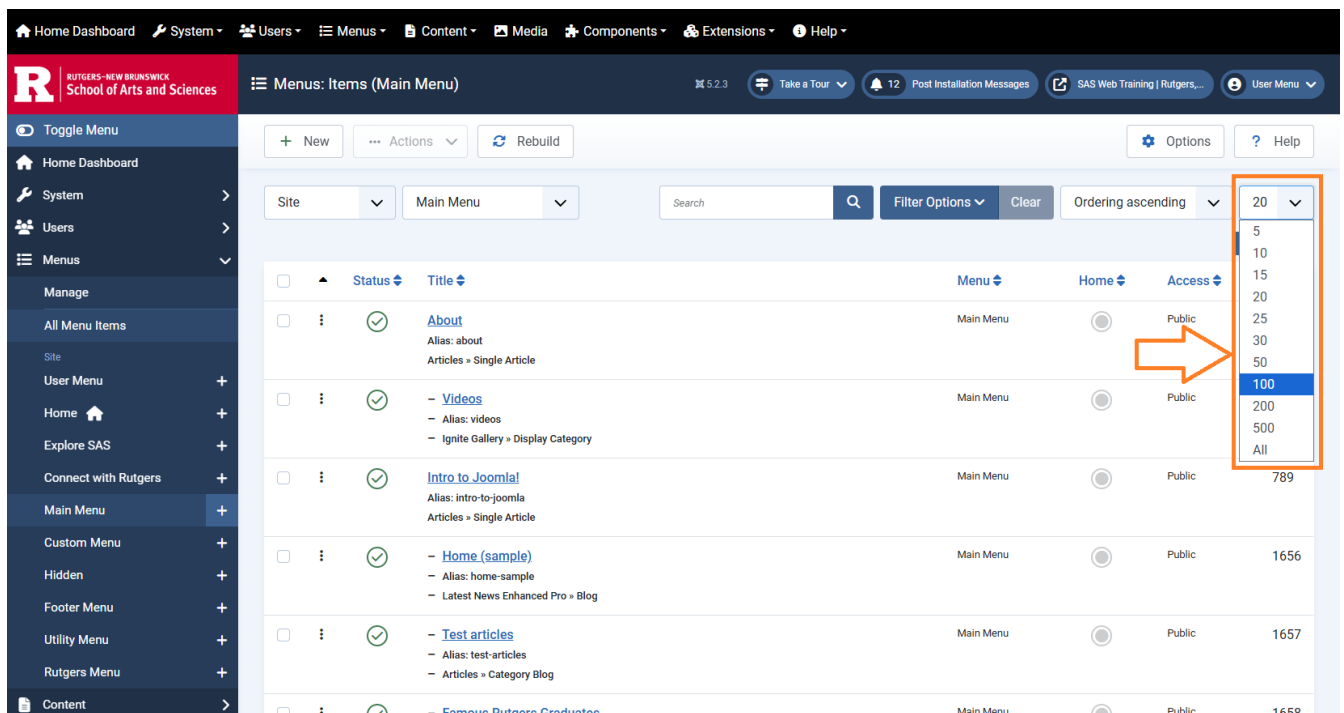 Home Dashboard System Users Menus Content Media Components Extensions Help
RUTGERS-NEW BRUNSWICK
School of Arts and Sciences
Menus: Items (Main Menu)
5.2.3
Take a Tour
12 Post Installation Messages
SAS Web Training | Rutgers,...
User Menu
Toggle Menu
Home Dashboard
System
Users
Menus
Manage
All Menu Items
Site
User Menu
Home
Explore SAS
Connect with Rutgers
Main Menu
Custom Menu
Hidden
Footer Menu
Utility Menu
Rutgers Menu
Content
+ New
... Actions
Rebuild
Options
? Help
Site
Main Menu
Search
Filter Options
Clear
Ordering ascending
20
5
10
15
20
25
30
50
100
200
500
All
Status Title Menu Home Access
About Main Menu Public
Alias: about
Articles » Single Article
– Videos Main Menu Public
– Alias: videos
– Ignite Gallery » Display Category
Intro to Joomla! Main Menu Public 789
Alias: intro-to-joomla
Articles » Single Article
– Home (sample) Main Menu Public 1656
– Alias: home-sample
– Latest News Enhanced Pro » Blog
– Test articles Main Menu Public 1657
– Alias: test-articles
– Articles » Category Blog
– Famous Rutgers Graduates Main Menu Public 1658